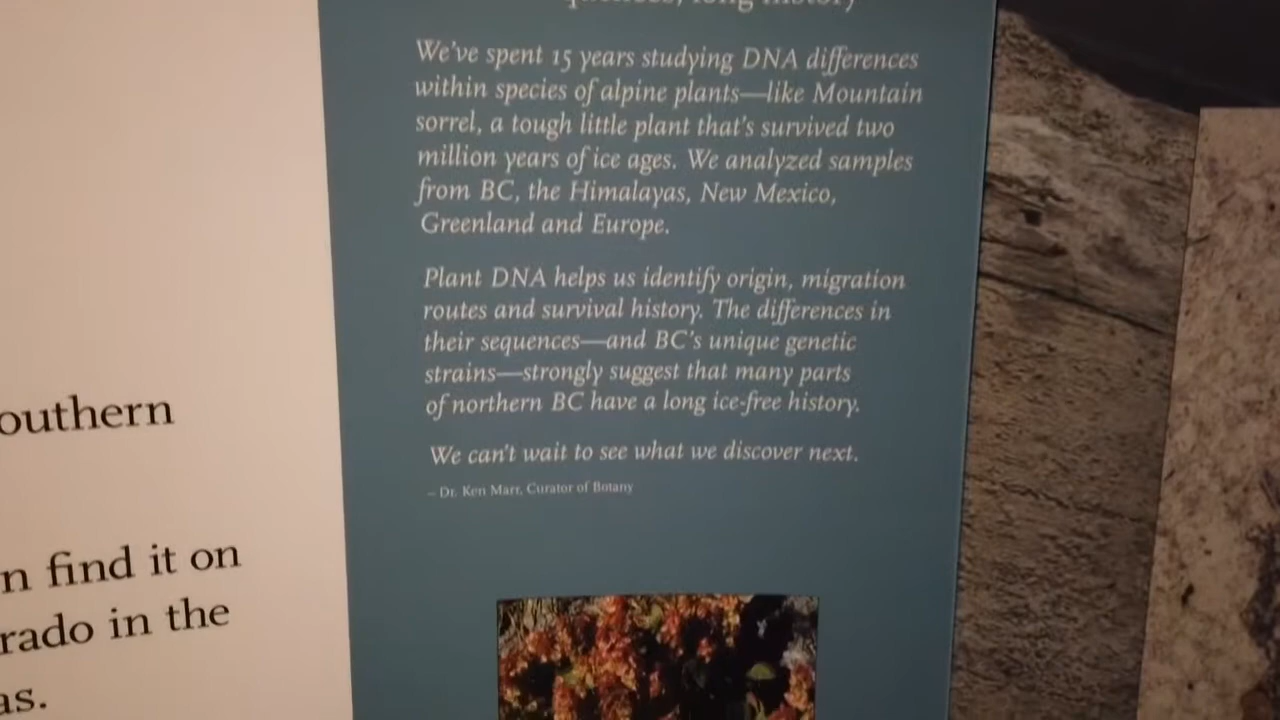 long history
We've spent 15 years studying DNA differences
within species of alpine plants—like Mountain
sorrel, a tough little plant that's survived two
million years of ice ages. We analyzed samples
from BC, the Himalayas, New Mexico,
Greenland and Europe.
Plant DNA helps us identify origin, migration
routes and survival history. The differences in
their sequences—and BC's unique genetic
strains—strongly suggest that many parts
of northern BC have a long ice-free history.
We can't wait to see what we discover next.
– Dr. Ken Marr, Curator of Botany
outhern
n find it on
rado in the
as.